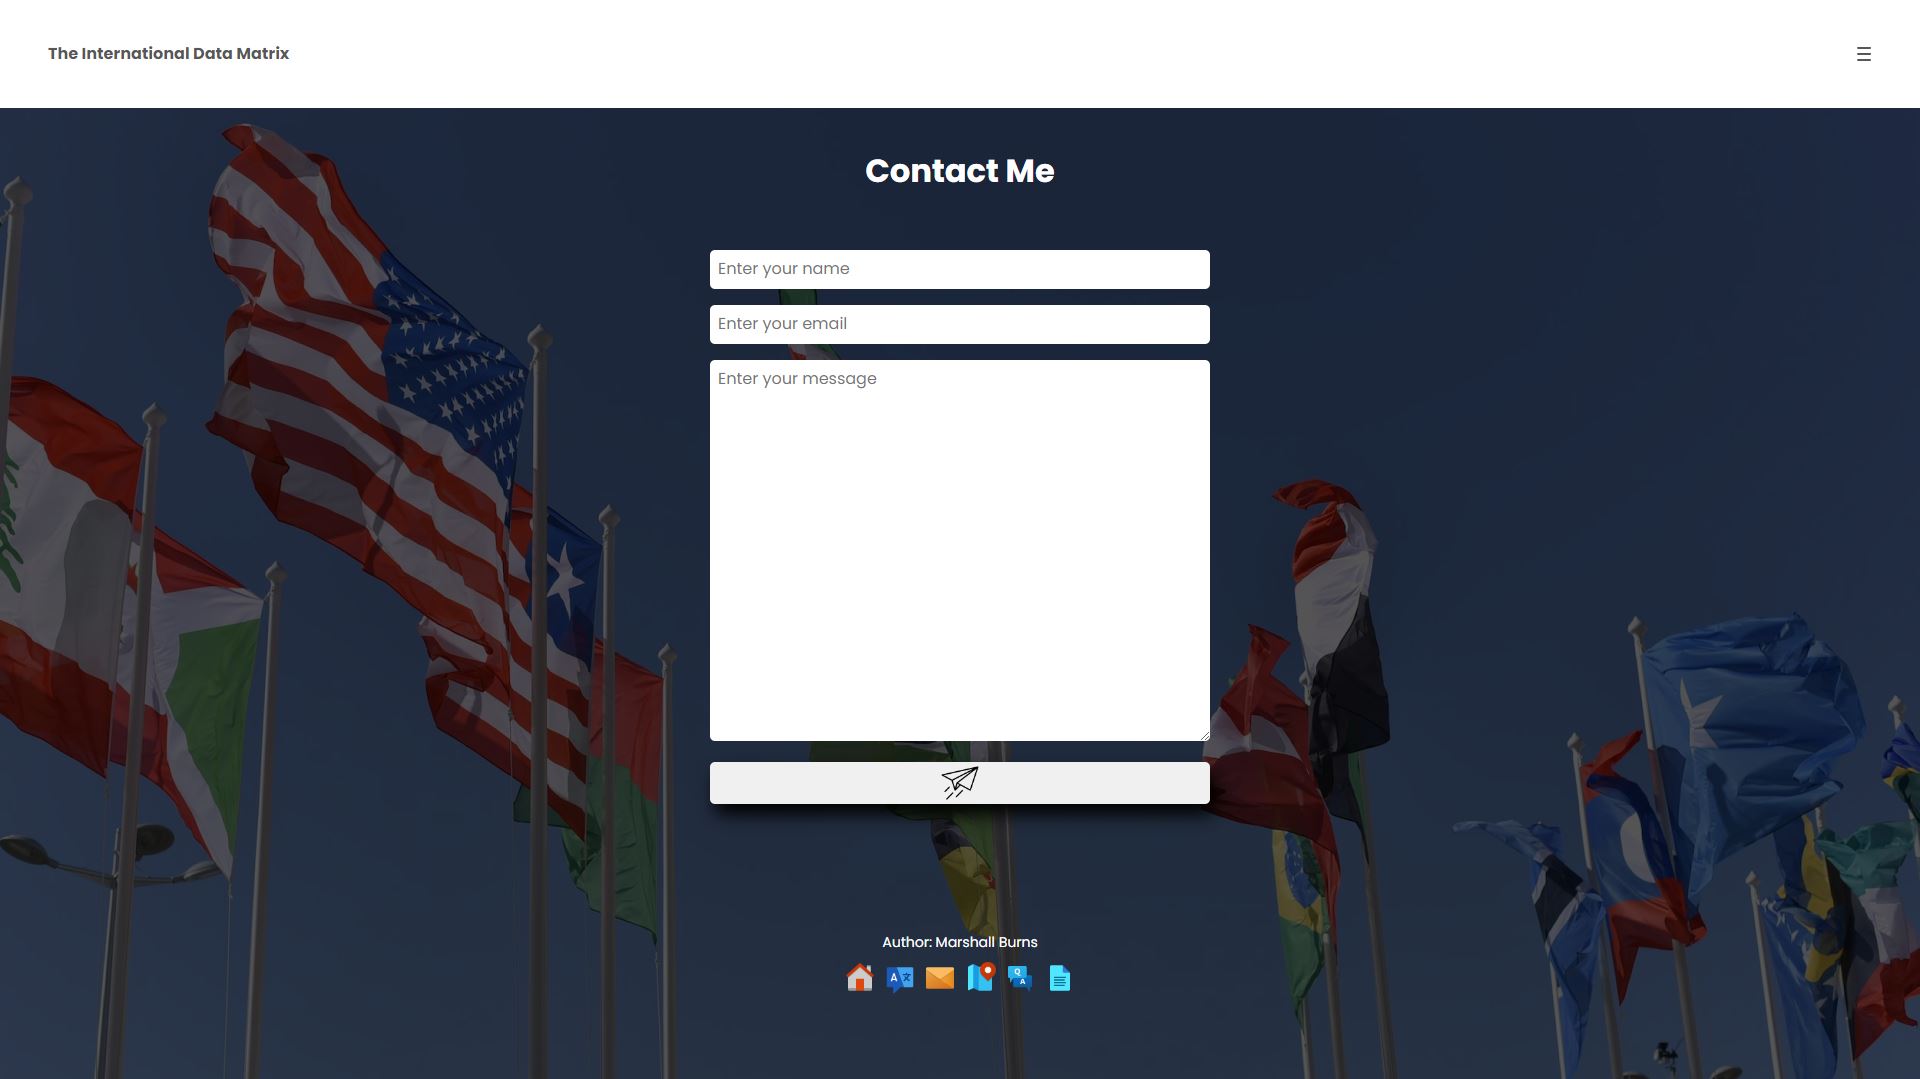 The International Data Matrix
Contact Me
Enter your name
Enter your email
Enter your message
Author: Marshall Burns